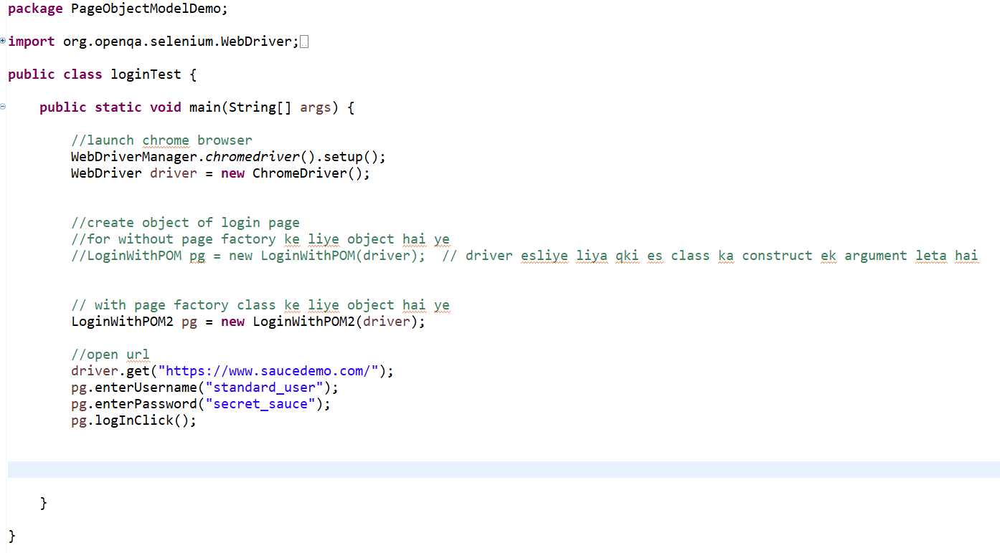 package PageObjectModelDemo;
import org.openqa.selenium.WebDriver;
public class loginTest {
public static void main(String[] args) {
//launch chrome browser
WebDriverManager.chromedriver().setup();
WebDriver driver = new ChromeDriver();
//create object of login page
//for without page factory ke liye object hai ye
//LoginWithPOM pg = new LoginWithPOM(driver);  // driver esliye liya qki es class ka construct ek argument leta hai
// with page factory class ke liye object hai ye
LoginWithPOM2 pg = new LoginWithPOM2(driver);
//open url
driver.get("https://www.saucedemo.com/");
pg.enterUsername("standard_user");
pg.enterPassword("secret_sauce");
pg.logInClick();
}
}